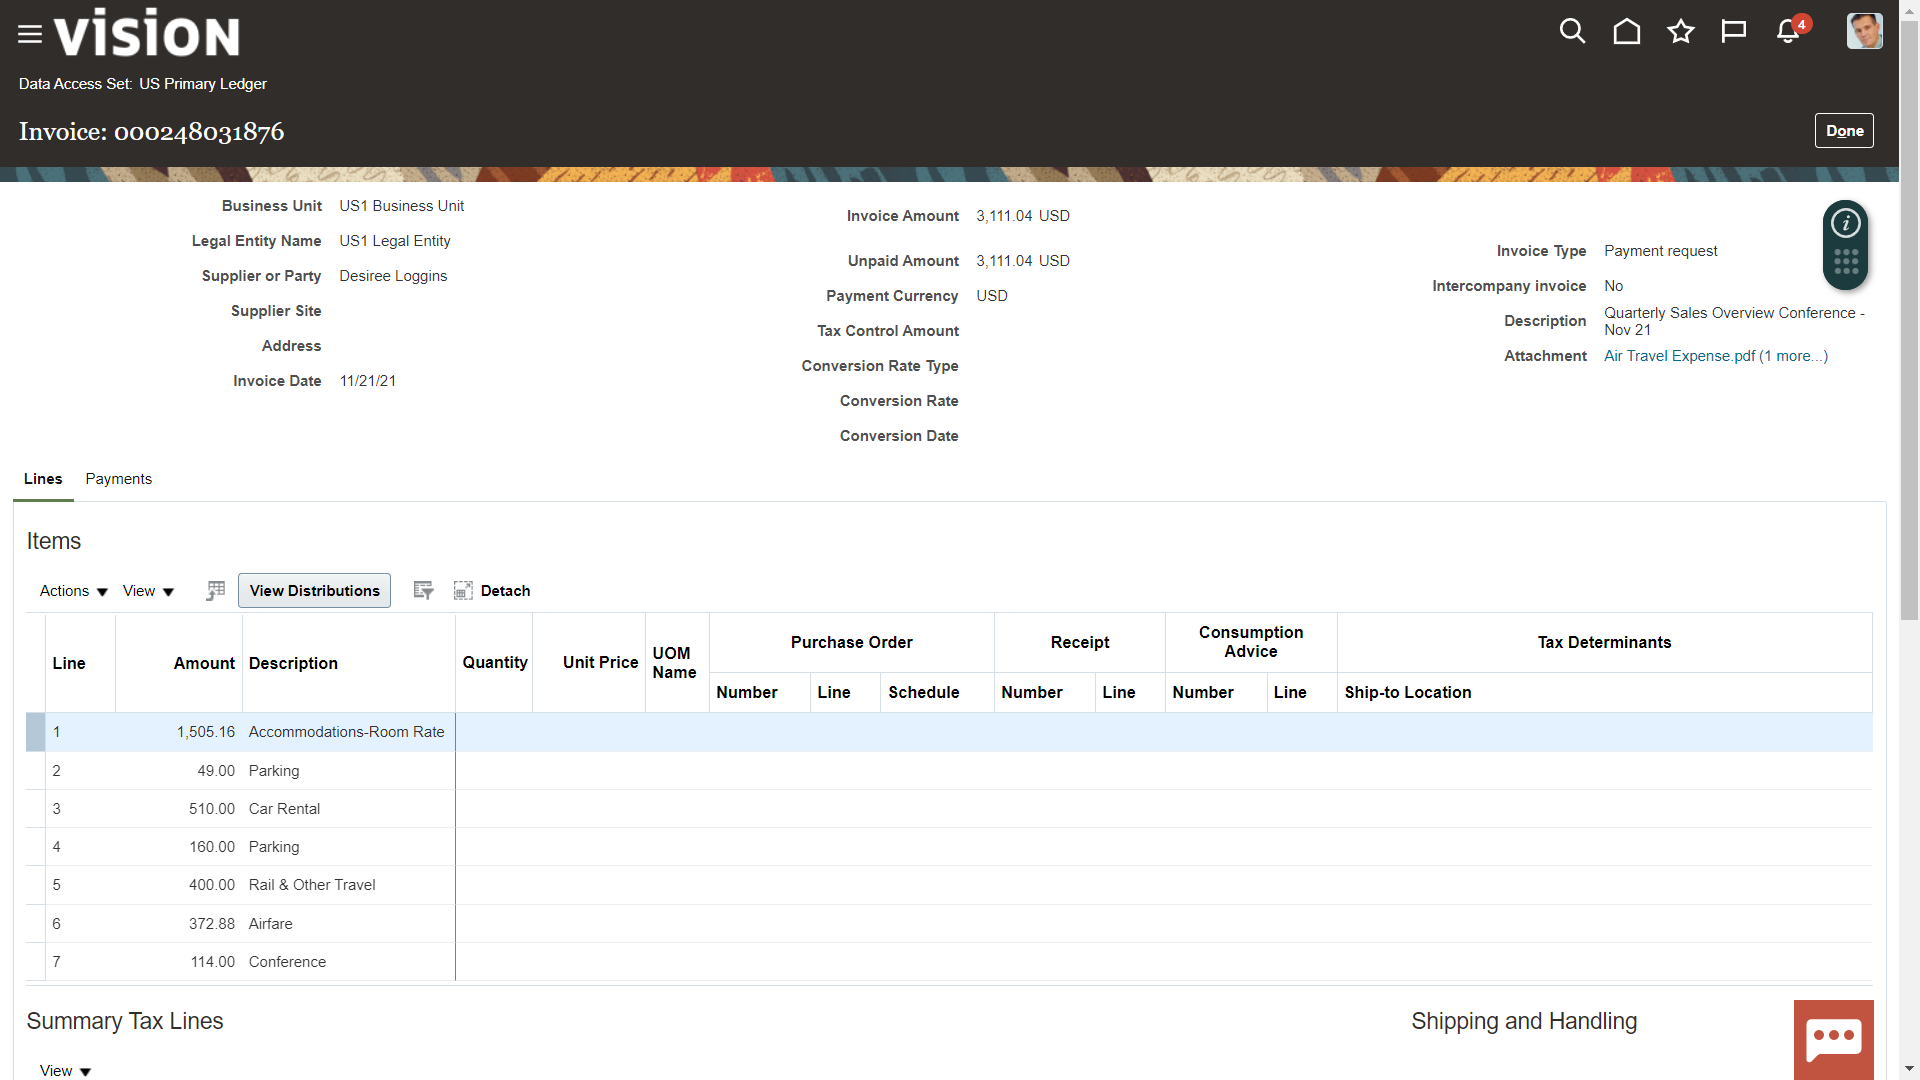 VISION
4
Data Access Set: US Primary Ledger
Invoice: 000248031876
Done
Business Unit US1 Business Unit
Legal Entity Name US1 Legal Entity
Supplier or Party Desiree Loggins
Supplier Site
Address
Invoice Date 11/21/21
Invoice Amount 3,111.04 USD
Unpaid Amount 3,111.04 USD
Payment Currency USD
Tax Control Amount
Conversion Rate Type
Conversion Rate
Conversion Date
Invoice Type Payment request
Intercompany invoice No
Description Quarterly Sales Overview Conference -
Nov 21
Attachment Air Travel Expense.pdf (1 more...)
i
Lines Payments
Items
Actions View View Distributions Detach
Line Amount Description Quantity Unit Price UOM Name Purchase Order Receipt Consumption Advice Tax Determinants
Number Line Schedule Number Line Number Line Ship-to Location
1 1,505.16 Accommodations-Room Rate
2 49.00 Parking
3 510.00 Car Rental
4 160.00 Parking
5 400.00 Rail & Other Travel
6 372.88 Airfare
7 114.00 Conference
Summary Tax Lines
Shipping and Handling
View